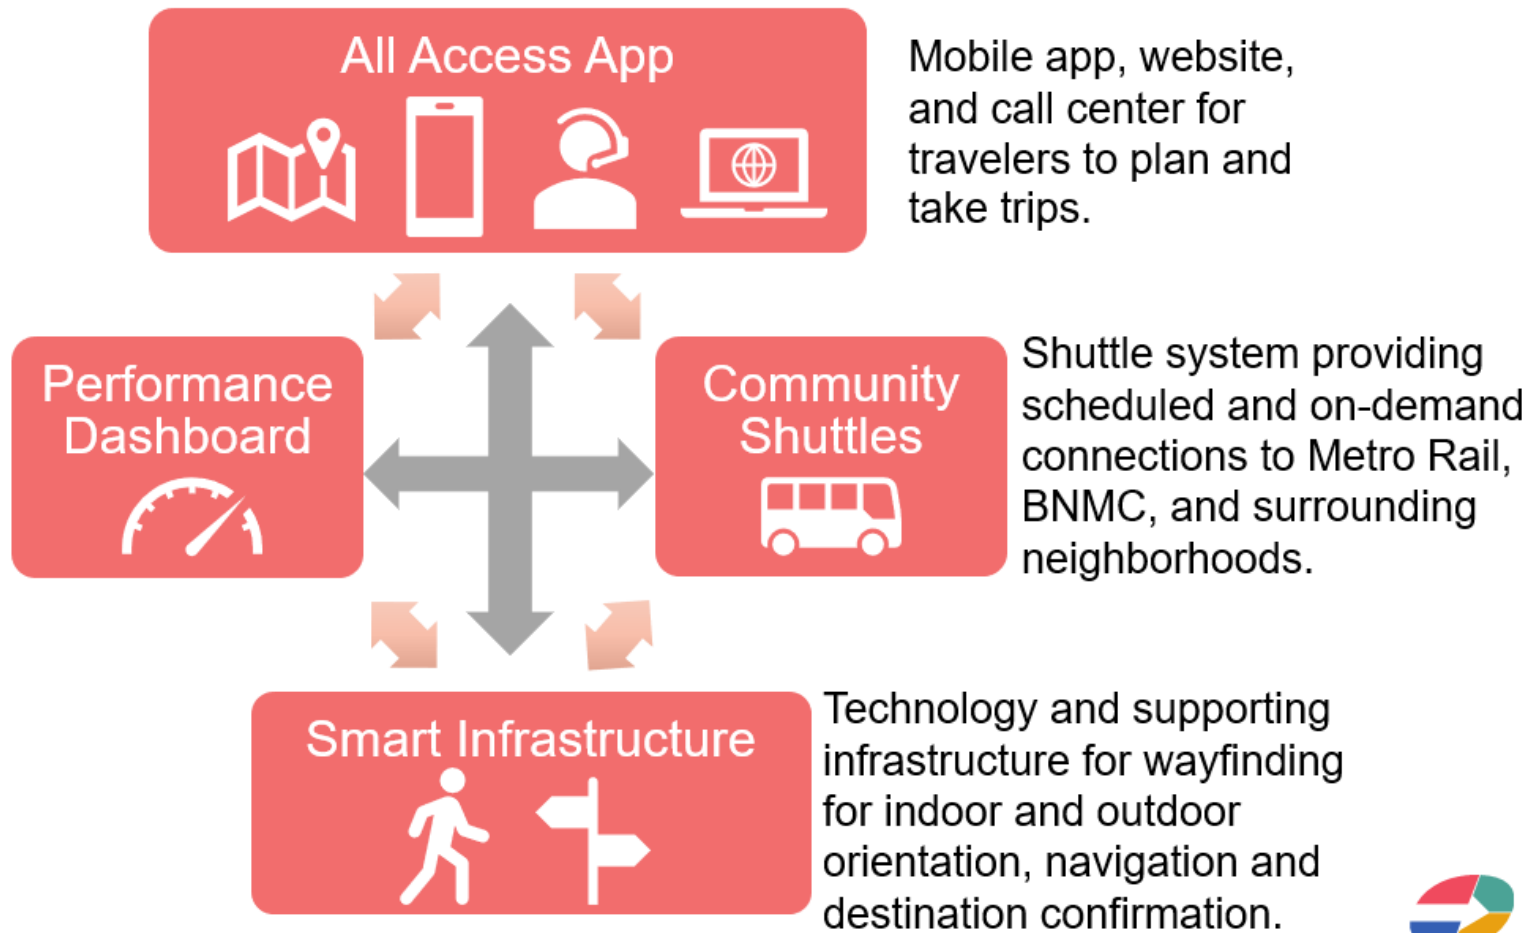 All Access App
Mobile app, website,
and call center for
travelers to plan and
take trips.
Performance
Dashboard
Community
Shuttles
Shuttle system providing
scheduled and on-demand
connections to Metro Rail,
BNMC, and surrounding
neighborhoods.
Smart Infrastructure
Technology and supporting
infrastructure for wayfinding
for indoor and outdoor
orientation, navigation and
destination confirmation.